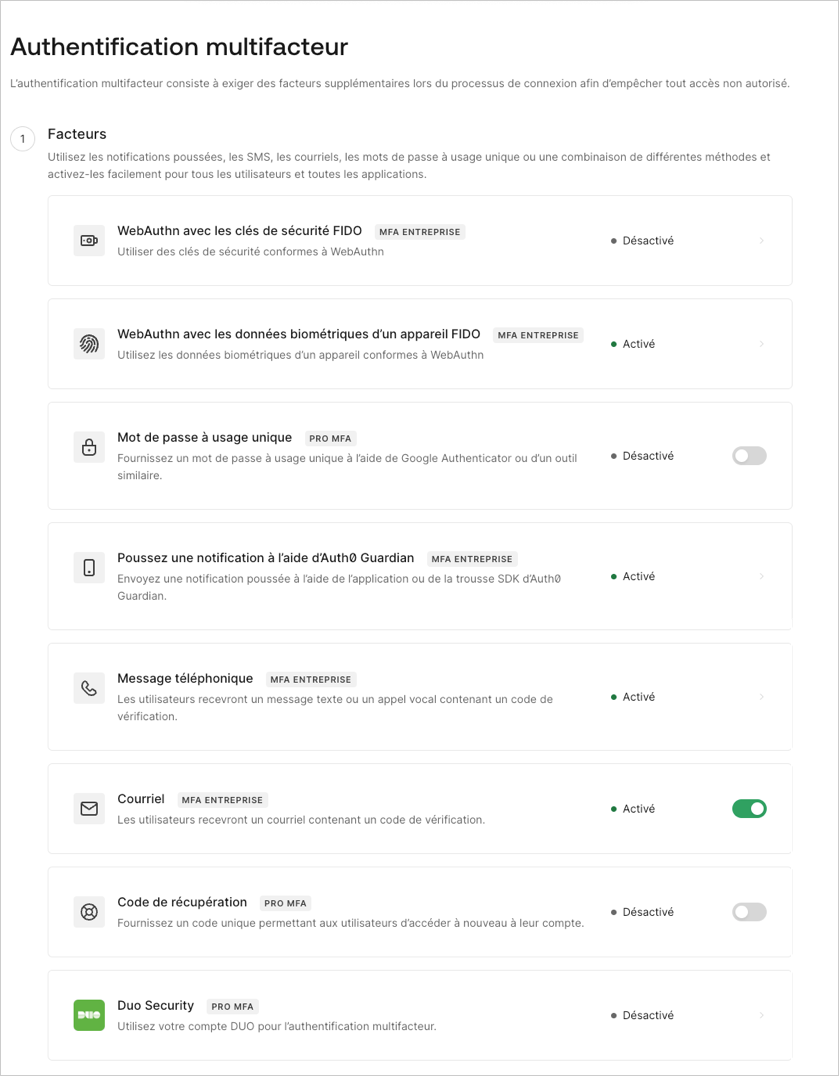 Authentification multifacteur
L’authentification multifacteur consiste à exiger des facteurs supplémentaires lors du processus de connexion afin d’empêcher tout accès non autorisé.
1
Facteurs
Utilisez les notifications poussées, les SMS, les courriels, les mots de passe à usage unique ou une combinaison de différentes méthodes et
activez-les facilement pour tous les utilisateurs et toutes les applications.
WebAuthn avec les clés de sécurité FIDO MFA ENTREPRISE
Utiliser des clés de sécurité conformes à WebAuthn
Désactivé
WebAuthn avec les données biométriques d’un appareil FIDO MFA ENTREPRISE
Utilisez les données biométriques d’un appareil conformes à WebAuthn
Activé
Mot de passe à usage unique PRO MFA
Fournissez un mot de passe à usage unique à l’aide de Google Authenticator ou d’un outil
similaire.
Désactivé
Poussez une notification à l’aide d’Auth0 Guardian MFA ENTREPRISE
Envoyez une notification poussée à l’aide de l’application ou de la trousse SDK d’Auth0
Guardian.
Activé
Message téléphonique MFA ENTREPRISE
Les utilisateurs recevront un message texte ou un appel vocal contenant un code de
vérification.
Activé
Courriel MFA ENTREPRISE
Les utilisateurs recevront un courriel contenant un code de vérification.
Activé
Code de récupération PRO MFA
Fournissez un code unique permettant aux utilisateurs d’accéder à nouveau à leur compte.
Désactivé
DUO
Duo Security PRO MFA
Utilisez votre compte DUO pour l’authentification multifacteur.
Désactivé